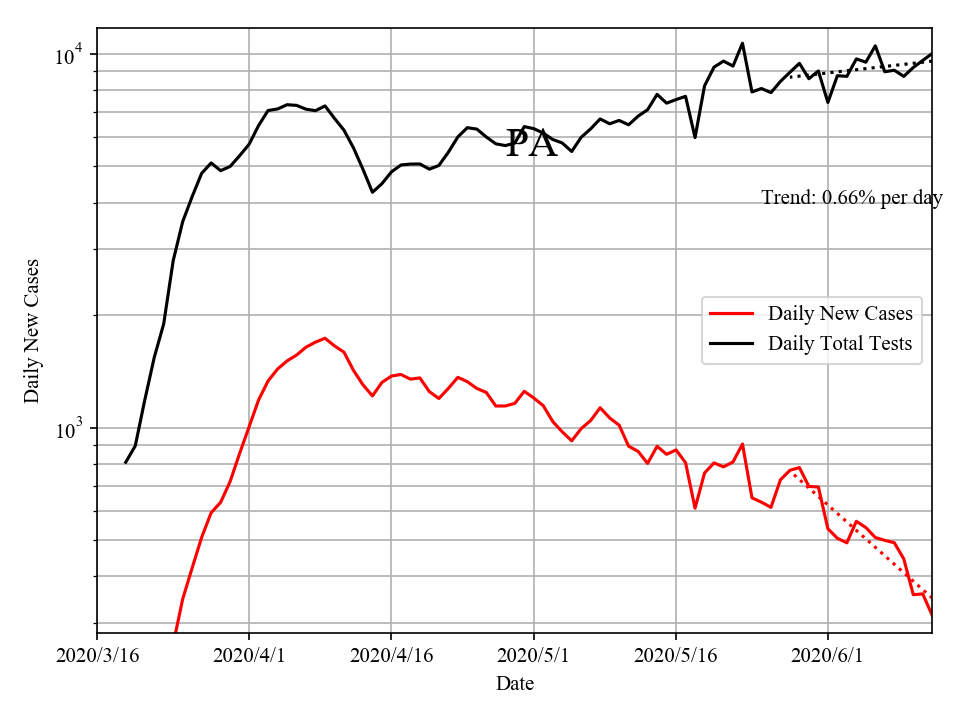 10^4
PA
Trend: 0.66% per day
Daily New Cases
Daily New Cases
Daily Total Tests
10^3
2020/3/16 2020/4/1 2020/4/16 2020/5/1 2020/5/16 2020/6/1
Date